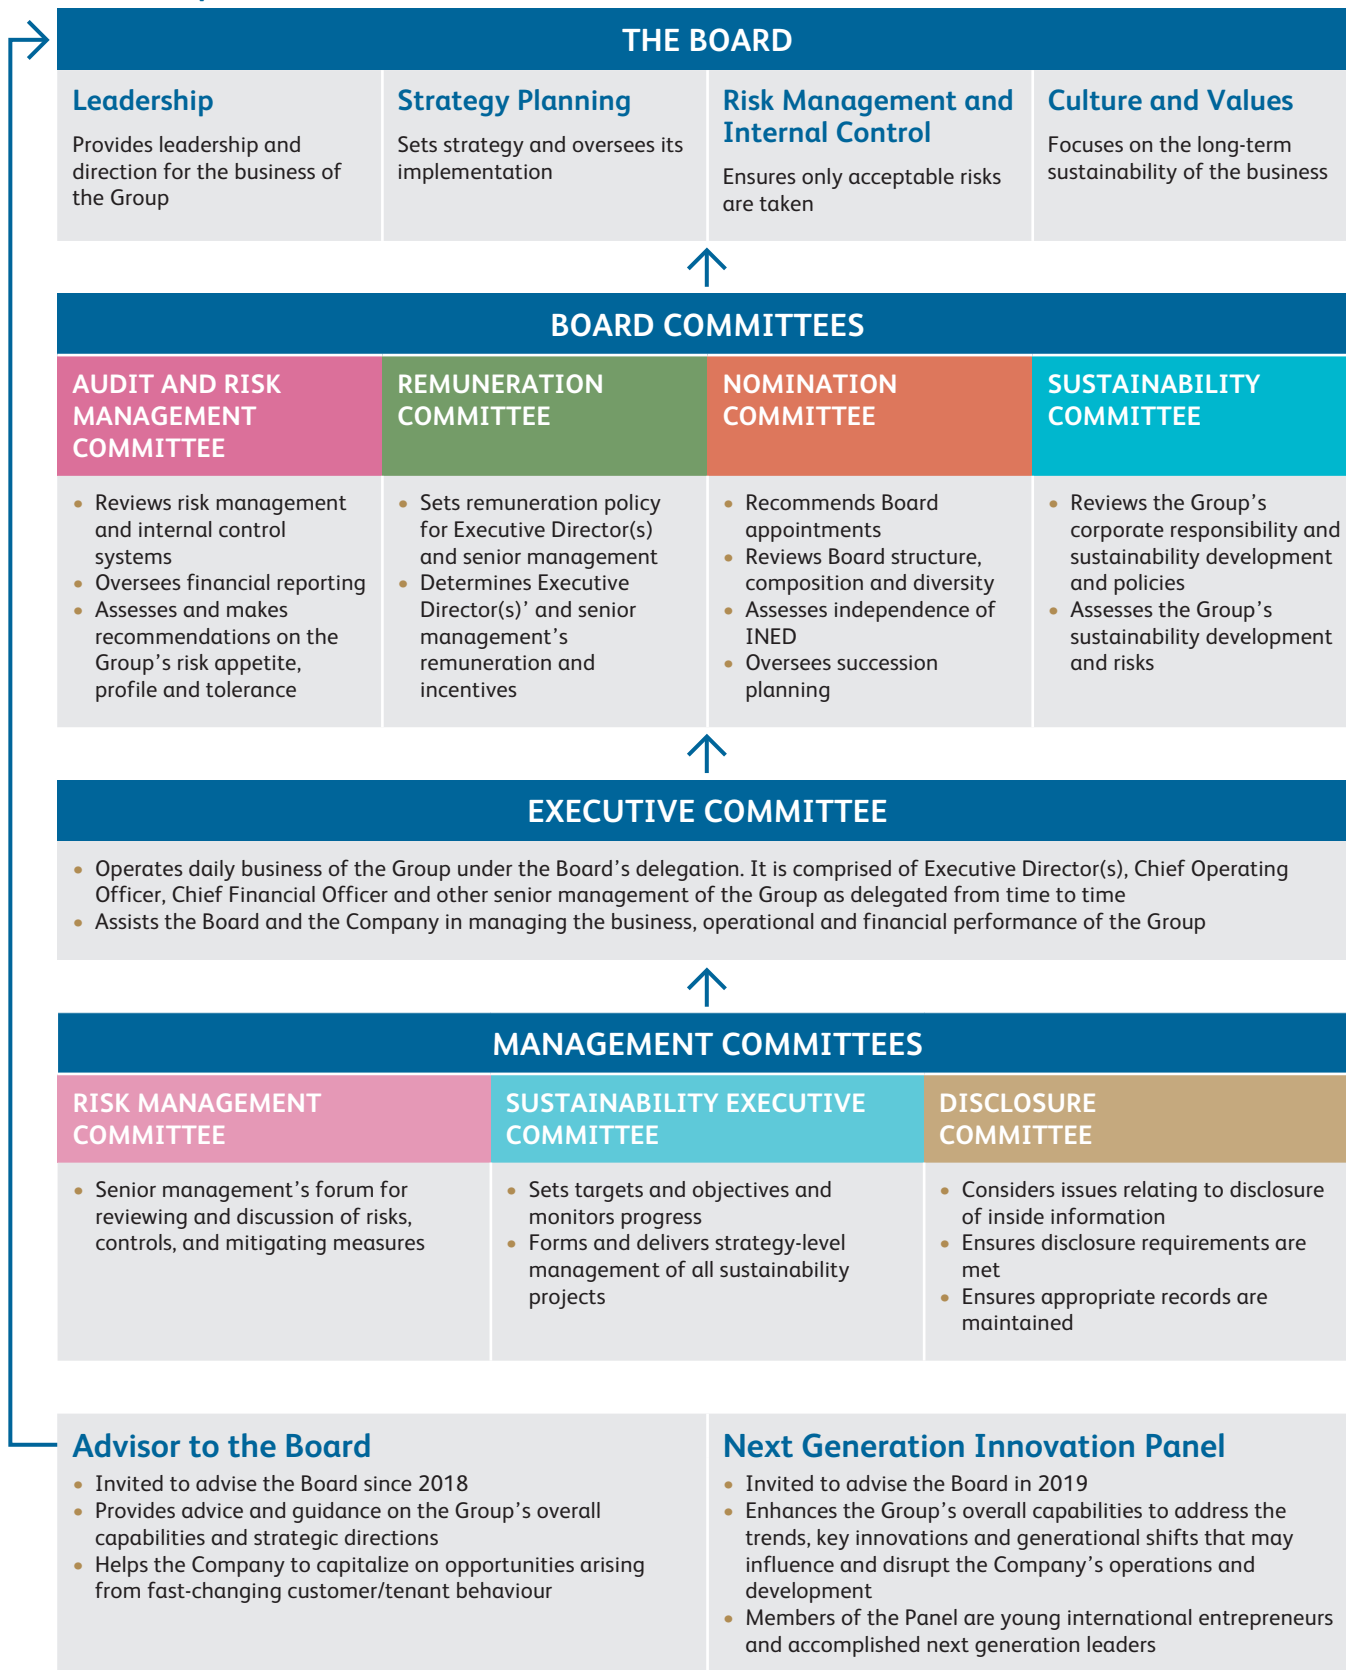 THE BOARD
Leadership
Provides leadership and
direction for the business of
the Group
Strategy Planning
Sets strategy and oversees its
implementation
Risk Management and
Internal Control
Ensures only acceptable risks
are taken
Culture and Values
Focuses on the long-term
sustainability of the business
BOARD COMMITTEES
AUDIT AND RISK
MANAGEMENT
COMMITTEE
• Reviews risk management
and internal control
systems
• Oversees financial reporting
• Assesses and makes
recommendations on the
Group’s risk appetite,
profile and tolerance
REMUNERATION
COMMITTEE
• Sets remuneration policy
for Executive Director(s)
and senior management
• Determines Executive
Director(s)’ and senior
management’s
remuneration and
incentives
NOMINATION
COMMITTEE
• Recommends Board
appointments
• Reviews Board structure,
composition and diversity
• Assesses independence of
INED
• Oversees succession
planning
SUSTAINABILITY
COMMITTEE
• Reviews the Group’s
corporate responsibility and
sustainability development
and policies
• Assesses the Group’s
sustainability development
and risks
EXECUTIVE COMMITTEE
• Operates daily business of the Group under the Board’s delegation. It is comprised of Executive Director(s), Chief Operating
Officer, Chief Financial Officer and other senior management of the Group as delegated from time to time
• Assists the Board and the Company in managing the business, operational and financial performance of the Group
MANAGEMENT COMMITTEES
RISK MANAGEMENT
COMMITTEE
• Senior management’s forum for
reviewing and discussion of risks,
controls, and mitigating measures
SUSTAINABILITY EXECUTIVE
COMMITTEE
• Sets targets and objectives and
monitors progress
• Forms and delivers strategy-level
management of all sustainability
projects
DISCLOSURE
COMMITTEE
• Considers issues relating to disclosure
of inside information
• Ensures disclosure requirements are
met
• Ensures appropriate records are
maintained
Advisor to the Board
• Invited to advise the Board since 2018
• Provides advice and guidance on the Group’s overall
capabilities and strategic directions
• Helps the Company to capitalize on opportunities arising
from fast-changing customer/tenant behaviour
Next Generation Innovation Panel
• Invited to advise the Board in 2019
• Enhances the Group’s overall capabilities to address the
trends, key innovations and generational shifts that may
influence and disrupt the Company’s operations and
development
• Members of the Panel are young international entrepreneurs
and accomplished next generation leaders